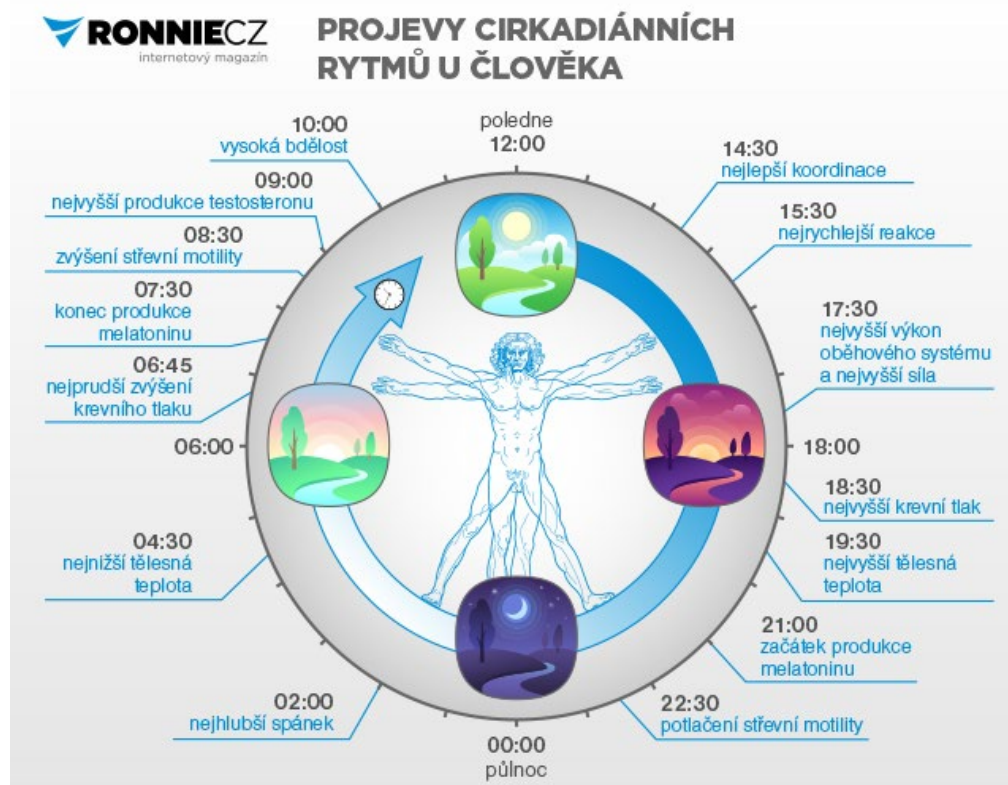 RONNIECZ
internetový magazín
PROJEVY CIRKADIÁNNÍCH
RYTMŮ U ČLOVĚKA
poledne
12:00
14:30
nejlepší koordinace
15:30
nejrychlejší reakce
17:30
nejvyšší výkon
oběhového systému
a nejvyšší síla
18:00
18:30
nejvyšší krevní tlak
19:30
nejvyšší tělesná
teplota
21:00
začátek produkce
melatoninu
22:30
potlačení střevní motility
00:00
půlnoc
02:00
nejhlubší spánek
04:30
nejnižší tělesná
teplota
06:00
06:45
nejprudší zvýšení
krevního tlaku
07:30
konec produkce
melatoninu
08:30
zvýšení střevní motility
09:00
nejvyšší produkce testosteronu
10:00
vysoká bdělost